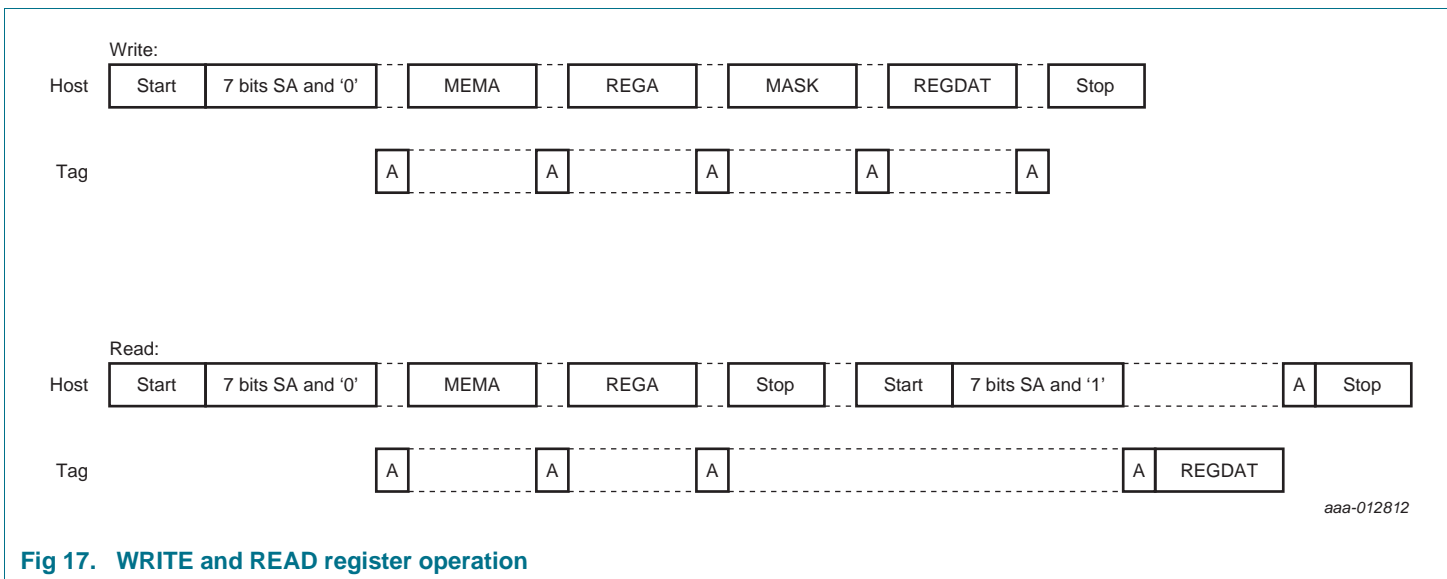 Write:
Host Start 7 bits SA and ‘0’ MEMA REGA MASK REGDAT Stop
Tag A A A A A
Read:
Host Start 7 bits SA and ‘0’ MEMA REGA Stop Start 7 bits SA and ‘1’ A Stop
Tag A A A A REGDAT
aaa-012812
Fig 17. WRITE and READ register operation